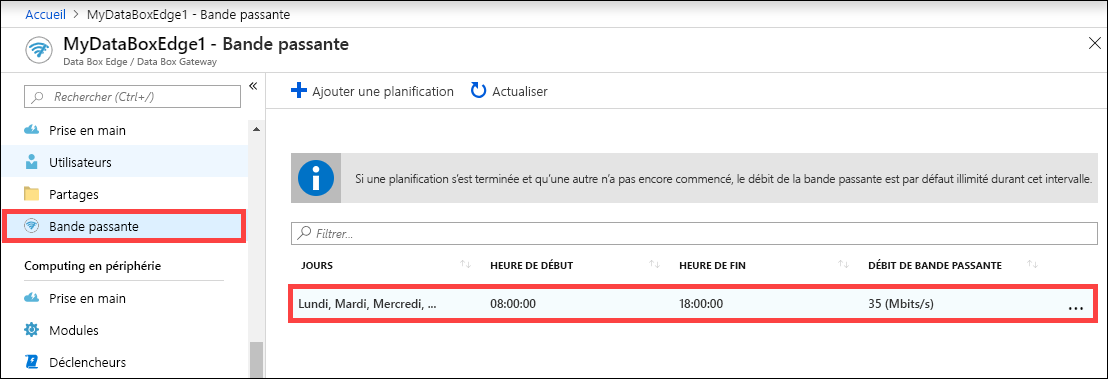 Accueil > MyDataBoxEdge1 - Bande passante
MyDataBoxEdge1 - Bande passante
Data Box Edge / Data Box Gateway
Rechercher (Ctrl+/)
«
Prise en main
Utilisateurs
Partages
Bande passante
Computing en périphérie
Prise en main
Modules
Déclencheurs
Ajouter une planification Actualiser
Si une planification s'est terminée et qu'une autre n'a pas encore commencé, le débit de la bande passante est par défaut illimité durant cet intervalle.
Filtrer...
JOURS HEURE DE DÉBUT HEURE DE FIN DÉBIT DE BANDE PASSANTE
Lundi, Mardi, Mercredi, ... 08:00:00 18:00:00 35 (Mbits/s) ...